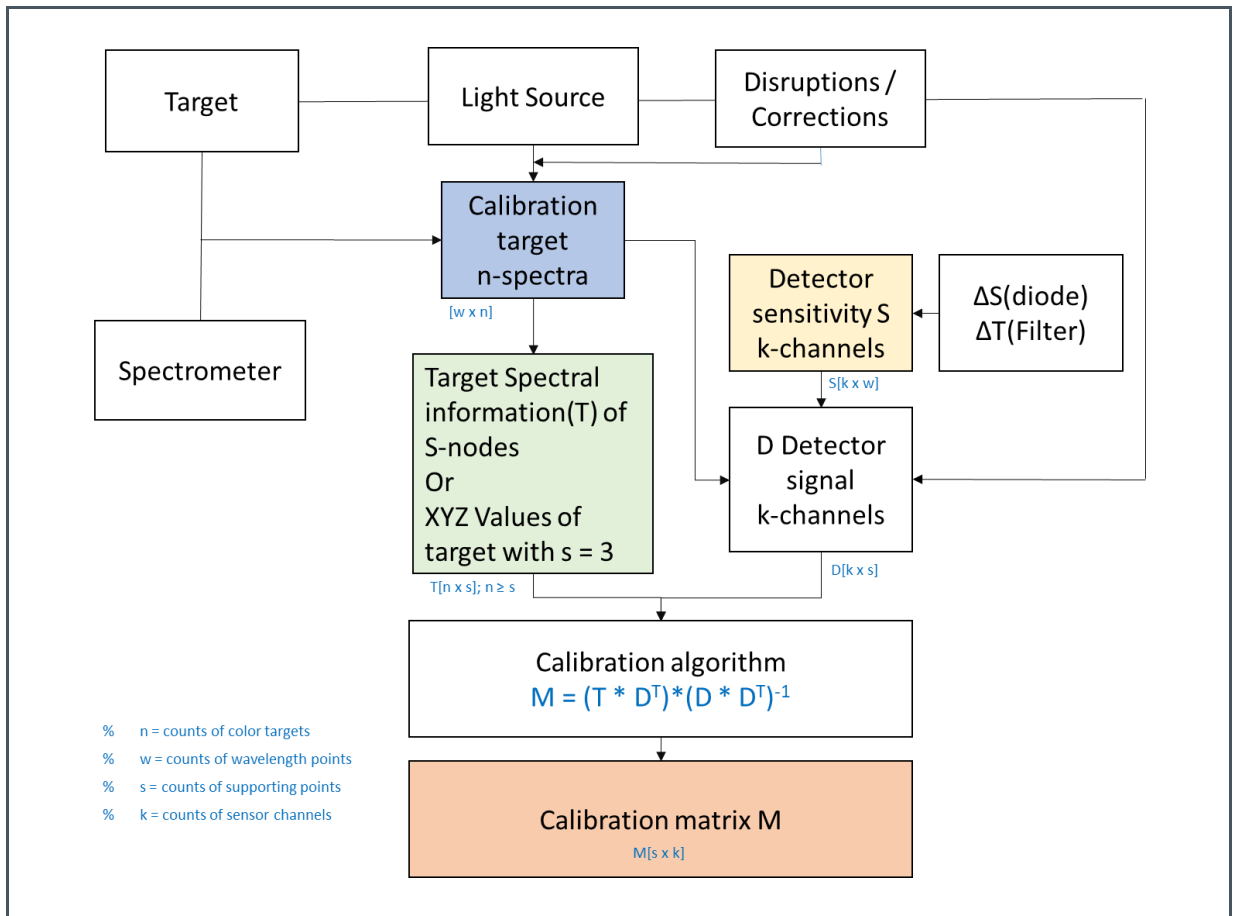 Target
Light Source
Disruptions /
Corrections
Calibration
target
n-spectra
[w x n]
Detector
sensitivity S
k-channels
S[k x w]
ΔS(diode)
ΔT(Filter)
Spectrometer
Target Spectral
information(T) of
S-nodes
Or
XYZ Values of
target with s = 3
T[n x s]; n ≥ s
D Detector
signal
k-channels
D[k x s]
Calibration algorithm
M = (T * Dᵀ)*(D * Dᵀ)⁻¹
% n = counts of color targets
% w = counts of wavelength points
% s = counts of supporting points
% k = counts of sensor channels
Calibration matrix M
M[s x k]